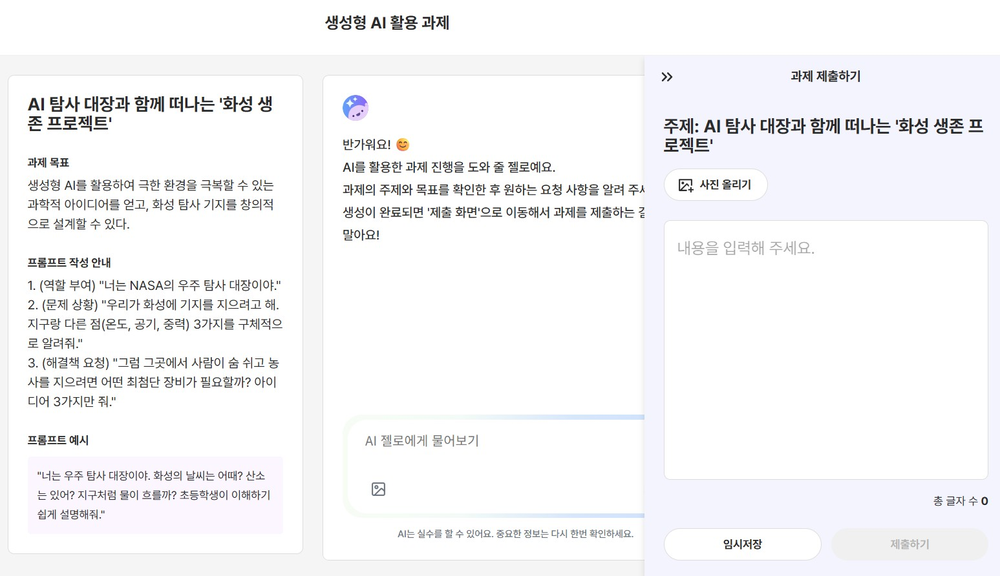 생성형 AI 활용 과제
AI 탐사 대장과 함께 떠나는 '화성 생
존 프로젝트'
과제 목표
생성형 AI를 활용하여 극한 환경을 극복할 수 있는
과학적 아이디어를 얻고, 화성 탐사 기지를 창의적
으로 설계할 수 있다.
프롬프트 작성 안내
1. (역할 부여) "너는 NASA의 우주 탐사 대장이야."
2. (문제 상황) "우리가 화성에 기지를 지으려고 해.
지구랑 다른 점(온도, 공기, 중력) 3가지를 구체적으
로 알려줘."
3. (해결책 요청) "그럼 그곳에서 사람이 숨 쉬고 농
사를 지으려면 어떤 최첨단 장비가 필요할까? 아이
디어 3가지만 줘."
프롬프트 예시
"너는 우주 탐사 대장이야. 화성의 날씨는 어때? 산소
는 있어? 지구처럼 물이 흐를까? 초등학생이 이해하기
쉽게 설명해줘."
반가워요! 😊
AI를 활용한 과제 진행을 도와 줄 젤로예요.
과제의 주제와 목표를 확인한 후 원하는 요청 사항을 알려
생성이 완료되면 '제출 화면'으로 이동해서 과제를 제출하는
말아요!
AI 젤로에게 물어보기
AI는 실수를 할 수 있어요. 중요한 정보는 다시 한번 확인하세요.
과제 제출하기
주제: AI 탐사 대장과 함께 떠나는 '화성 생존 프
로젝트'
사진 올리기
내용을 입력해 주세요.
총 글자 수 0
임시저장
제출하기